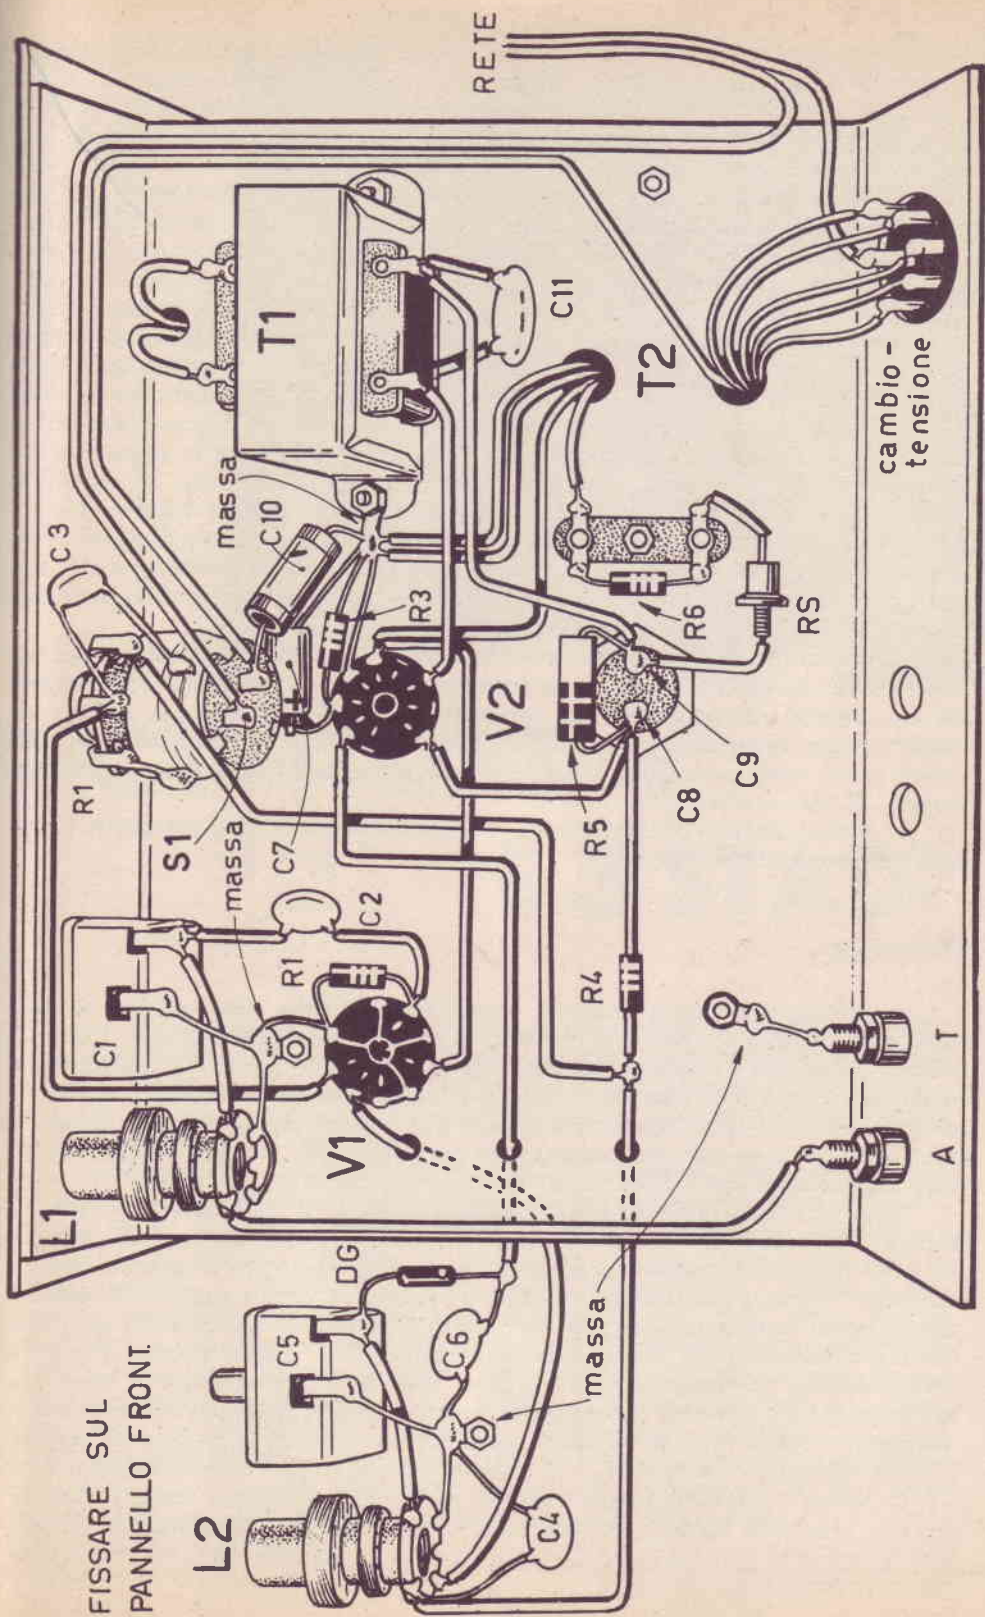 FISSARE SUL
PANNELLO FRONT.
L2
C5
DG
C6
C4
massa
L1
C1
V1
massa
R1
C2
R4
A
T
R1
C3
S1
C7
massa
C10
R3
V2
R5
C8
C9
R6
RS
T1
C11
T2
cambio-
tensione
RETE